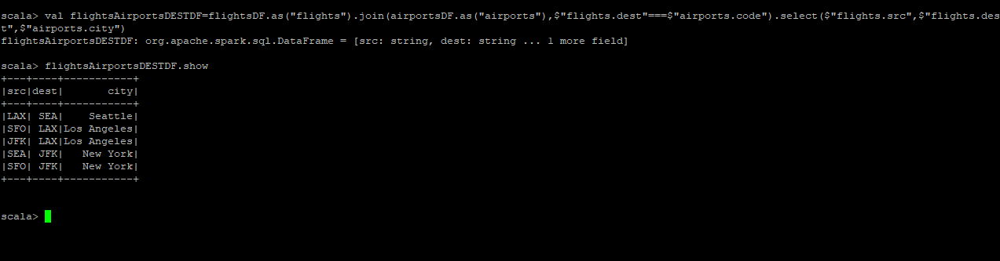 scala> val flightsAirportsDESTDF=flightsDF.as("flights").join(airportsDF.as("airports"),$"flights.dest"===$"airports.code").select($"flights.src",$"flights.des
t",$"airports.city")
flightsAirportsDESTDF: org.apache.spark.sql.DataFrame = [src: string, dest: string ... 1 more field]
scala> flightsAirportsDESTDF.show
+---+----+-----------+
|src|dest|       city|
+---+----+-----------+
|LAX| SEA|    Seattle|
|SFO| LAX|Los Angeles|
|JFK| LAX|Los Angeles|
|SEA| JFK|   New York|
|SFO| JFK|   New York|
+---+----+-----------+
scala>